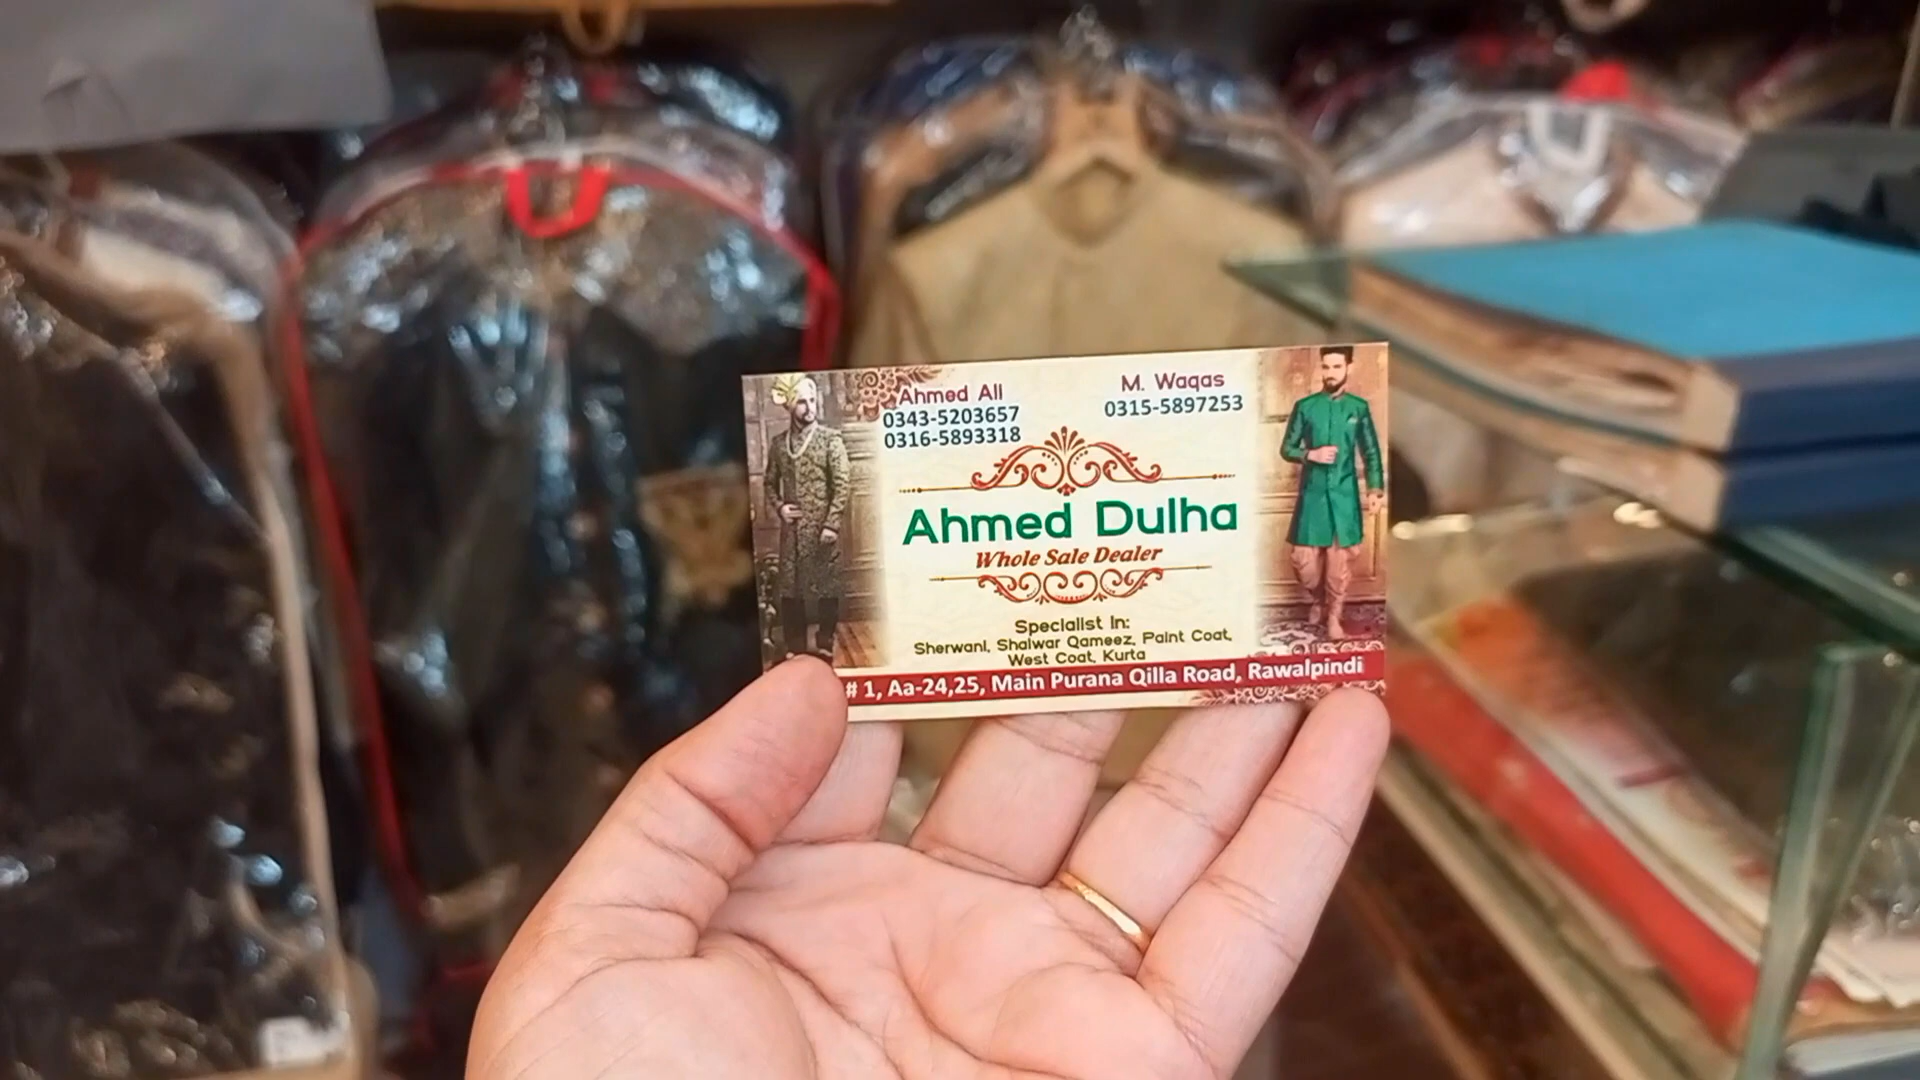 Ahmed Ali
0343-5203657
0316-5893318
M. Waqas
0315-5897253
Ahmed Dulha
Whole Sale Dealer
Specialist In:
Sherwani, Shalwar Qameez, Paint Coat,
West Coat, Kurta
# 1, Aa-24,25, Main Purana Qilla Road, Rawalpindi